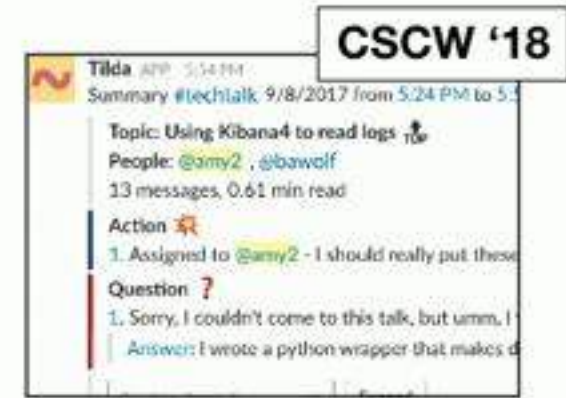 CSCW ‘18
Tilda APP 5:54 PM
Summary #techtalk 9/8/2017 from 5:24 PM to 5:5
Topic: Using Kibana4 to read logs TOP
People: @amy2 , @bawolf
13 messages, 0.61 min read
Action
1. Assigned to @amy2 - I should really put these
Question ❓
1. Sorry, I couldn't come to this talk, but umm, I
Answer: I wrote a python wrapper that makes d